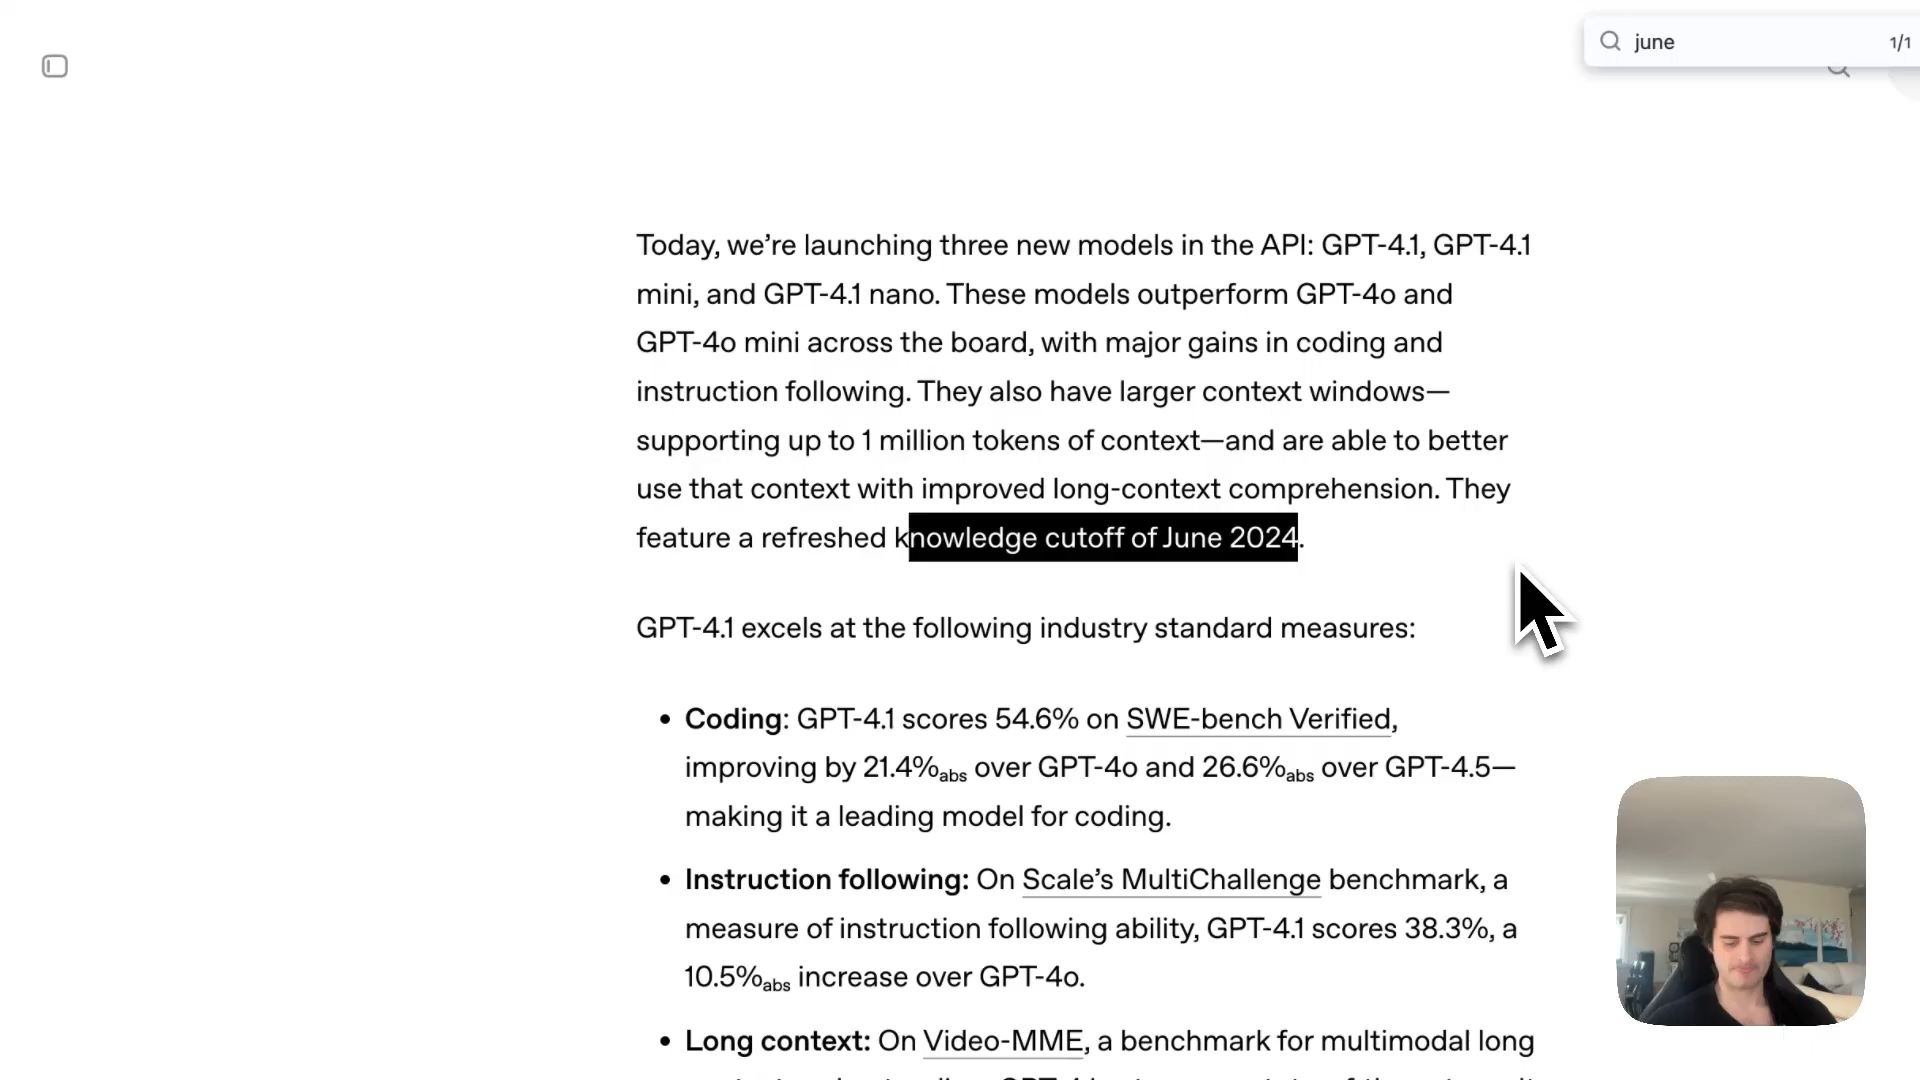 june
1/1
Today, we’re launching three new models in the API: GPT-4.1, GPT-4.1
mini, and GPT-4.1 nano. These models outperform GPT-4o and
GPT-4o mini across the board, with major gains in coding and
instruction following. They also have larger context windows—
supporting up to 1 million tokens of context—and are able to better
use that context with improved long-context comprehension. They
feature a refreshed knowledge cutoff of June 2024.
GPT-4.1 excels at the following industry standard measures:
• Coding: GPT-4.1 scores 54.6% on SWE-bench Verified,
improving by 21.4%abs over GPT-4o and 26.6%abs over GPT-4.5—
making it a leading model for coding.
• Instruction following: On Scale’s MultiChallenge benchmark, a
measure of instruction following ability, GPT-4.1 scores 38.3%, a
10.5%abs increase over GPT-4o.
• Long context: On Video-MME, a benchmark for multimodal long